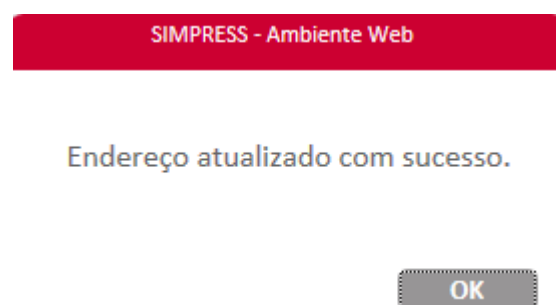 SIMPRESS - Ambiente Web
Endereço atualizado com sucesso.
OK